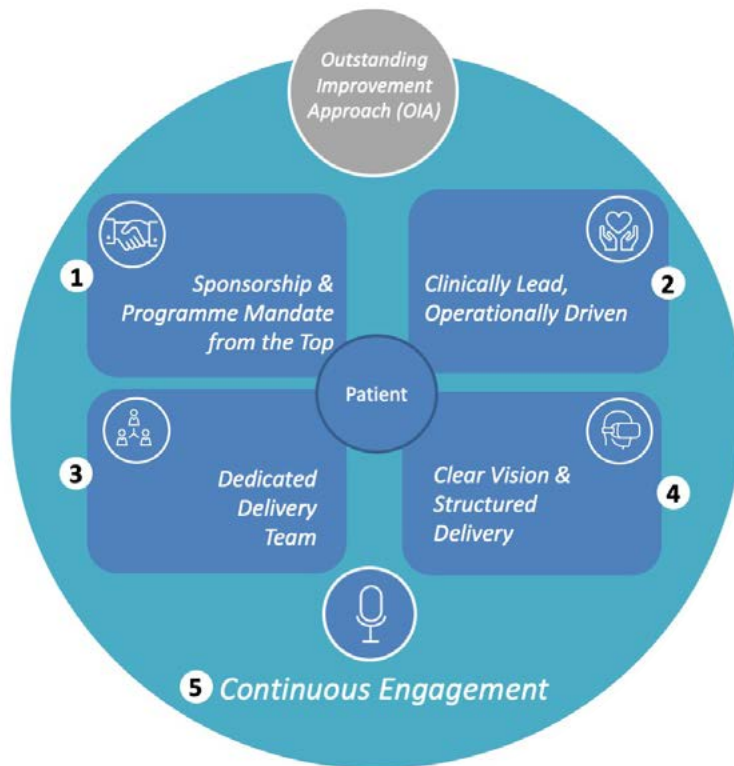 Outstanding
Improvement
Approach (OIA)
1
Sponsorship &
Programme Mandate
from the Top
2
Clinically Lead,
Operationally Driven
Patient
3
Dedicated
Delivery
Team
4
Clear Vision &
Structured
Delivery
5 Continuous Engagement